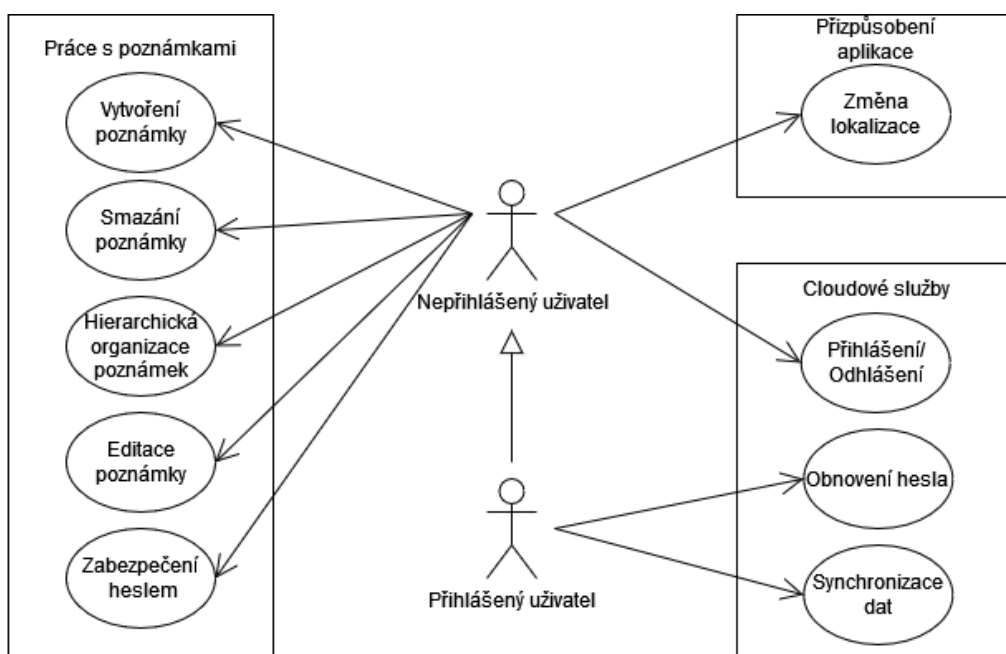 Práce s poznámkami
Vytvoření
poznámky
Smazání
poznámky
Hierarchická
organizace
poznámek
Editace
poznámky
Zabezpečení
heslem
Nepřihlášený uživatel
Přihlášený uživatel
Přizpůsobení
aplikace
Změna
lokalizace
Cloudové služby
Přihlášení/
Odhlášení
Obnovení hesla
Synchronizace
dat